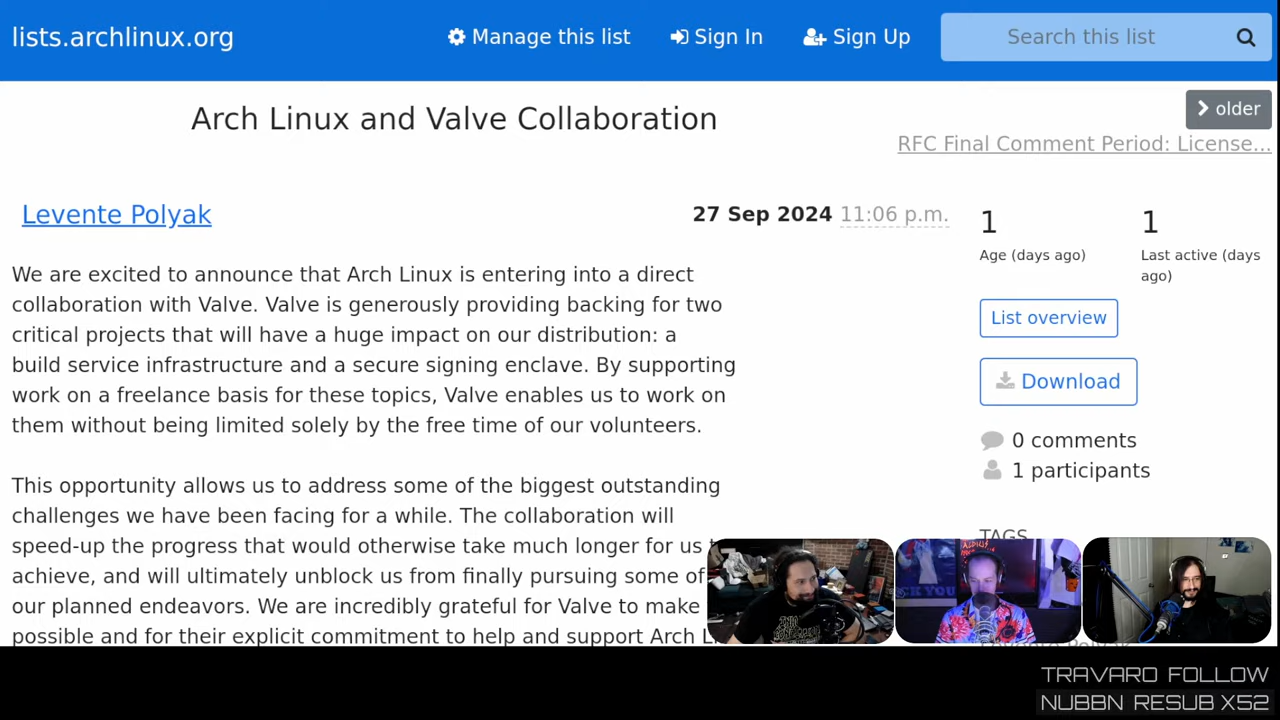 lists.archlinux.org
Manage this list
Sign In
Sign Up
Search this list
Arch Linux and Valve Collaboration
older
RFC Final Comment Period: License...
Levente Polyak
27 Sep 2024 11:06 p.m.
1
Age (days ago)
1
Last active (days
ago)
We are excited to announce that Arch Linux is entering into a direct
collaboration with Valve. Valve is generously providing backing for two
critical projects that will have a huge impact on our distribution: a
build service infrastructure and a secure signing enclave. By supporting
work on a freelance basis for these topics, Valve enables us to work on
them without being limited solely by the free time of our volunteers.
This opportunity allows us to address some of the biggest outstanding
challenges we have been facing for a while. The collaboration will
speed-up the progress that would otherwise take much longer for us
achieve, and will ultimately unblock us from finally pursuing some of
our planned endeavors. We are incredibly grateful for Valve to make
possible and for their explicit commitment to help and support Arch
List overview
Download
0 comments
1 participants
TAGS
TRAVARO FOLLOW
NUBBN RESUB X52